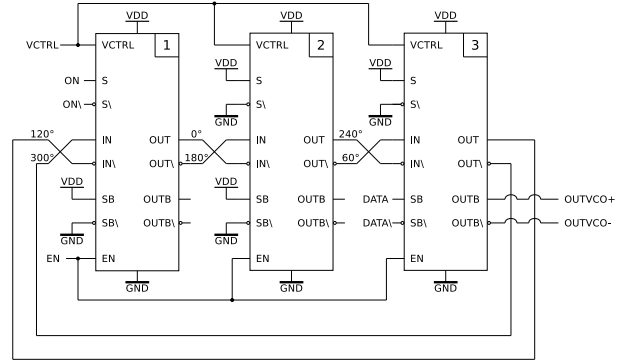 VDD VDD VDD
VCTRL VCTRL 1 VCTRL 2 VCTRL 3
VDD VDD
ON S S S
ON\ S\ S\ S\
GND GND
120° IN OUT 0° IN OUT 240° IN OUT
300° IN\ OUT\ 180° IN\ OUT\ 60° IN\ OUT\
VDD VDD
SB OUTB SB OUTB DATA SB OUTB OUTVCO+
SB\ OUTB\ SB\ OUTB\ DATA\ SB\ OUTB\ OUTVCO-
GND GND
EN EN EN EN
GND GND GND